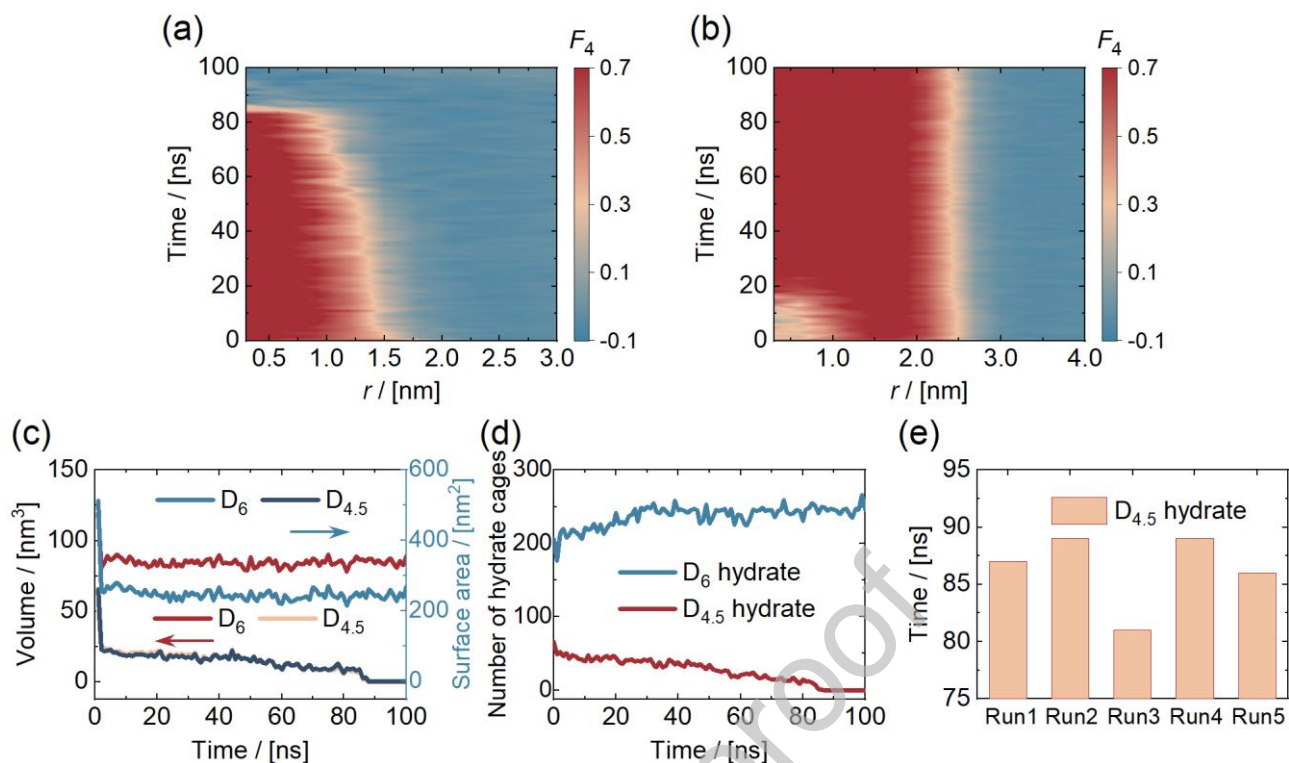 (a)
F4
100
80
60
40
20
0
Time / [ns]
0.5 1.0 1.5 2.0 2.5 3.0
r / [nm]
0.7
0.5
0.3
0.1
-0.1
(b)
F4
100
80
60
40
20
0
Time / [ns]
1.0 2.0 3.0 4.0
r / [nm]
0.7
0.5
0.3
0.1
-0.1
(c)
150
100
50
0
Volume / [nm3]
D6 D4.5
D6 D4.5
600
400
200
0
Surface area / [nm2]
0 20 40 60 80 100
Time / [ns]
(d)
300
150
0
Number of hydrate cages
D6 hydrate
D4.5 hydrate
0 20 40 60 80 100
Time / [ns]
(e)
95
90
85
80
75
Time / [ns]
D4.5 hydrate
Run1 Run2 Run3 Run4 Run5
proof